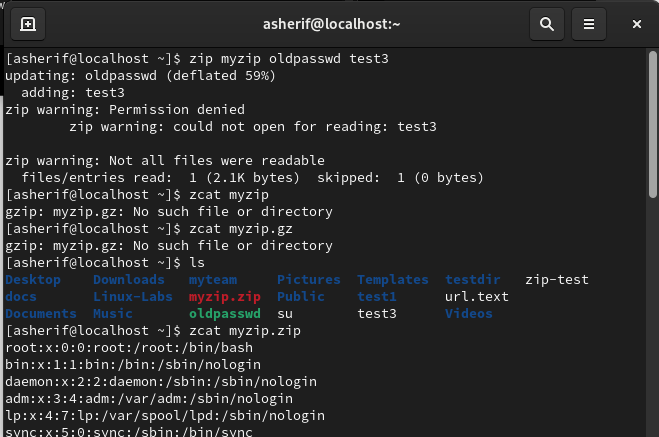 asherif@localhost:~
[asherif@localhost ~]$ zip myzip oldpasswd test3
updating: oldpasswd (deflated 59%)
  adding: test3
zip warning: Permission denied
        zip warning: could not open for reading: test3

zip warning: Not all files were readable
  files/entries read:  1 (2.1K bytes)  skipped:  1 (0 bytes)
[asherif@localhost ~]$ zcat myzip
gzip: myzip.gz: No such file or directory
[asherif@localhost ~]$ zcat myzip.gz
gzip: myzip.gz: No such file or directory
[asherif@localhost ~]$ ls
Desktop    Downloads   myteam     Pictures  Templates  testdir   zip-test
docs       Linux-Labs  myzip.zip  Public    test1      url.text
Documents  Music       oldpasswd  su        test3      Videos
[asherif@localhost ~]$ zcat myzip.zip
root:x:0:0:root:/root:/bin/bash
bin:x:1:1:bin:/bin:/sbin/nologin
daemon:x:2:2:daemon:/sbin:/sbin/nologin
adm:x:3:4:adm:/var/adm:/sbin/nologin
lp:x:4:7:lp:/var/spool/lpd:/sbin/nologin
sync:x:5:0:sync:/sbin:/bin/sync